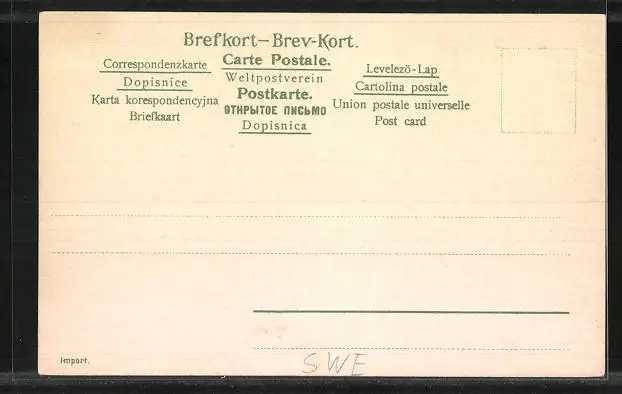 Brefkort–Brev-Kort.
Correspondenzkarte
Dopisnice
Karta korespondencyjna
Briefkaart
Carte Postale.
Weltpostverein
Postkarte.
ОТКРЫТОЕ ПИСЬМО
Dopisnica
Levelező-Lap
Cartolina postale
Union postale universelle
Post card
Import.
SWE